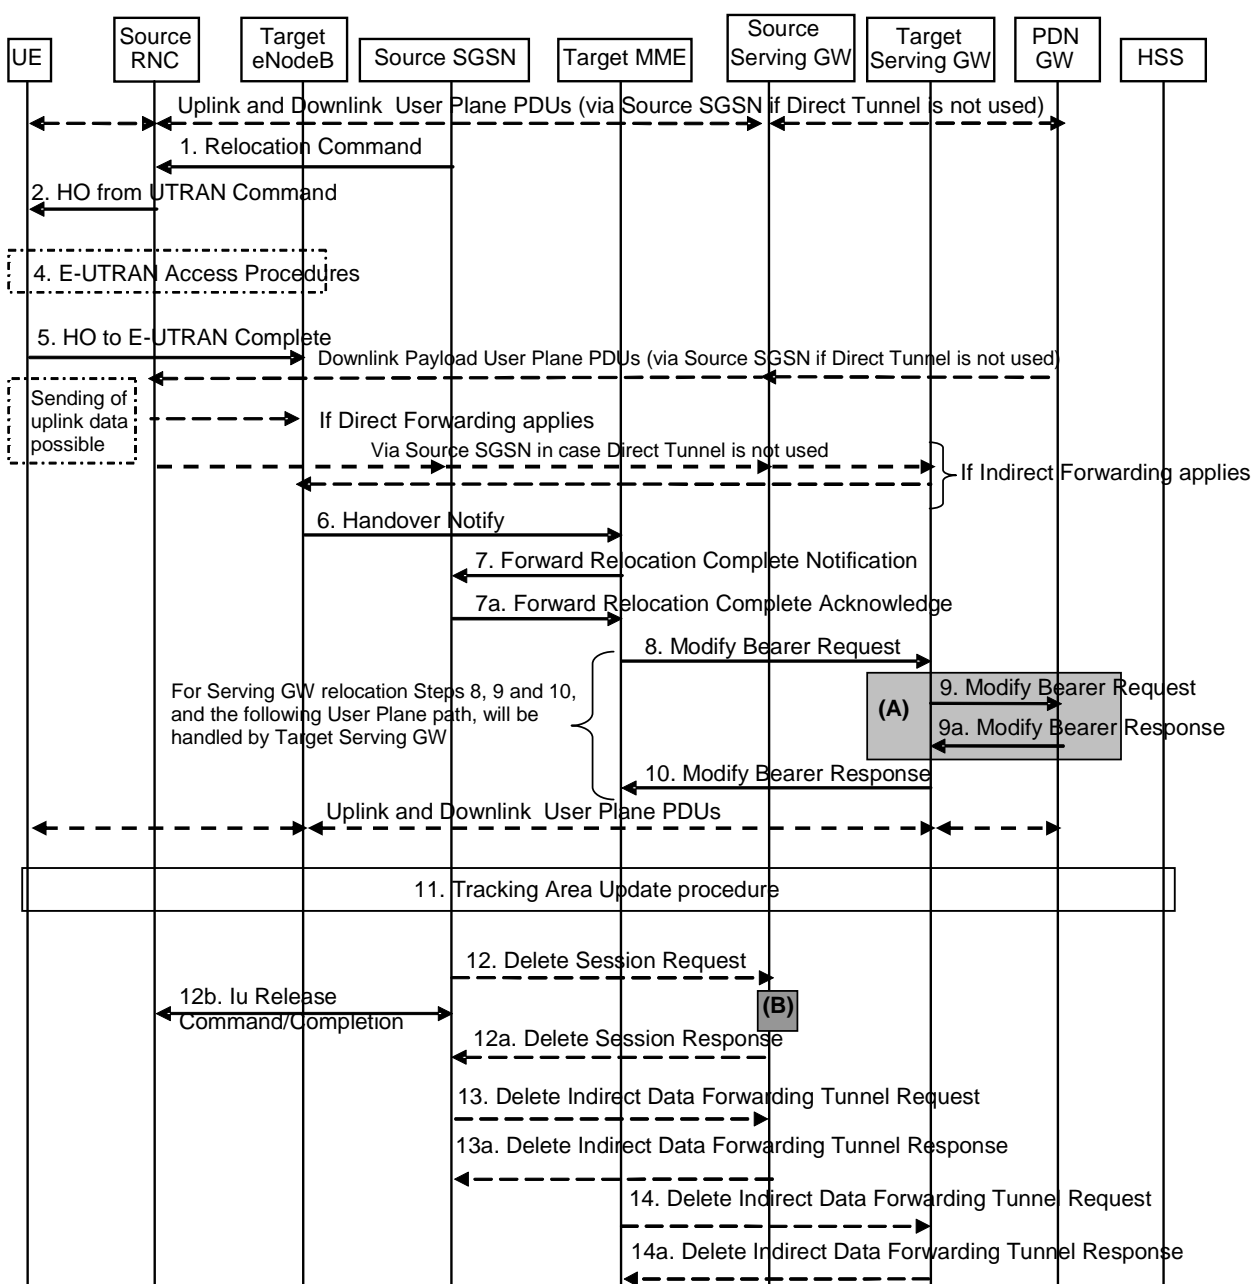 UE
Source
RNC
Target
eNodeB
Source SGSN
Target MME
Source
Serving GW
Target
Serving GW
PDN
GW
HSS
Uplink and Downlink User Plane PDUs (via Source SGSN if Direct Tunnel is not used)
1. Relocation Command
2. HO from UTRAN Command
4. E-UTRAN Access Procedures
5. HO to E-UTRAN Complete
Downlink Payload User Plane PDUs (via Source SGSN if Direct Tunnel is not used)
Sending of
uplink data
possible
If Direct Forwarding applies
Via Source SGSN in case Direct Tunnel is not used
If Indirect Forwarding applies
6. Handover Notify
7. Forward Relocation Complete Notification
7a. Forward Relocation Complete Acknowledge
8. Modify Bearer Request
For Serving GW relocation Steps 8, 9 and 10,
and the following User Plane path, will be
handled by Target Serving GW
(A)
9. Modify Bearer Request
9a. Modify Bearer Response
10. Modify Bearer Response
Uplink and Downlink User Plane PDUs
11. Tracking Area Update procedure
12. Delete Session Request
12b. Iu Release
Command/Completion
(B)
12a. Delete Session Response
13. Delete Indirect Data Forwarding Tunnel Request
13a. Delete Indirect Data Forwarding Tunnel Response
14. Delete Indirect Data Forwarding Tunnel Request
14a. Delete Indirect Data Forwarding Tunnel Response